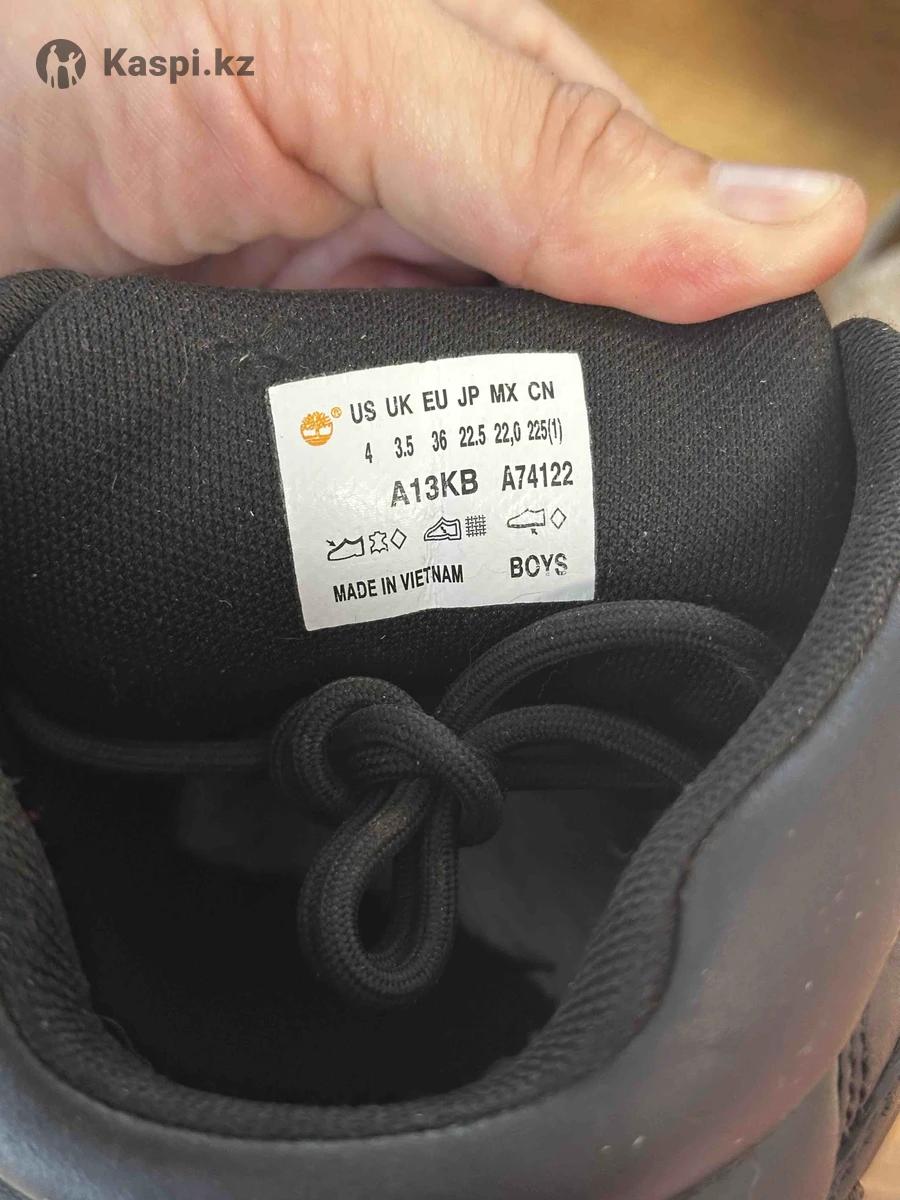 Kaspi.kz
® US UK EU JP MX CN
4 3.5 36 22.5 22,0 225(1)
A13KB A74122
MADE IN VIETNAM BOYS